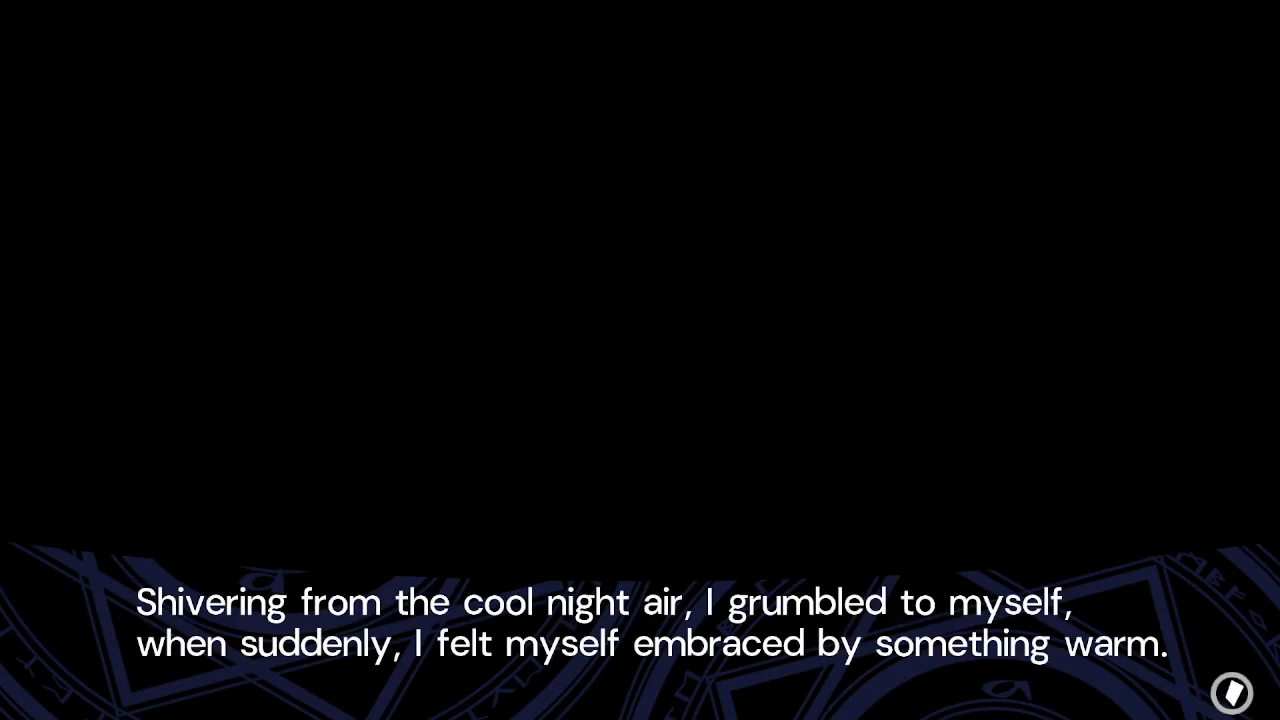 Shivering from the cool night air, I grumbled to myself,
when suddenly, I felt myself embraced by something warm.